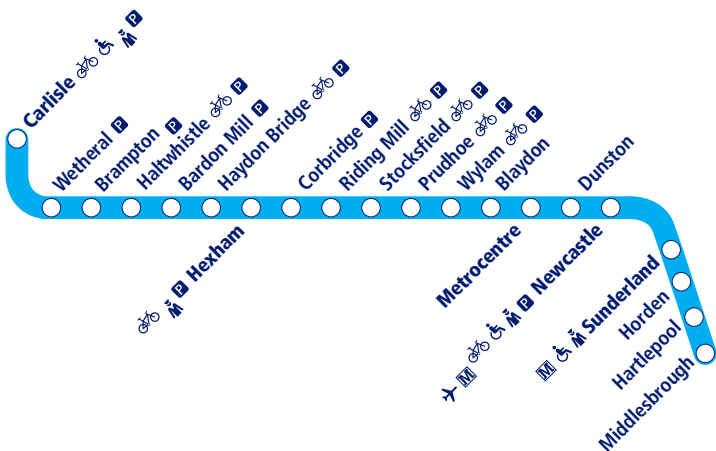 Carlisle P
Wetheral P
Brampton P
Haltwhistle P
Bardon Mill P
Haydon Bridge P
Hexham P
Corbridge P
Riding Mill P
Stocksfield P
Prudhoe P
Wylam P
Blaydon
Metrocentre
Dunston
Newcastle P M
Sunderland M
Horden
Hartlepool
Middlesbrough